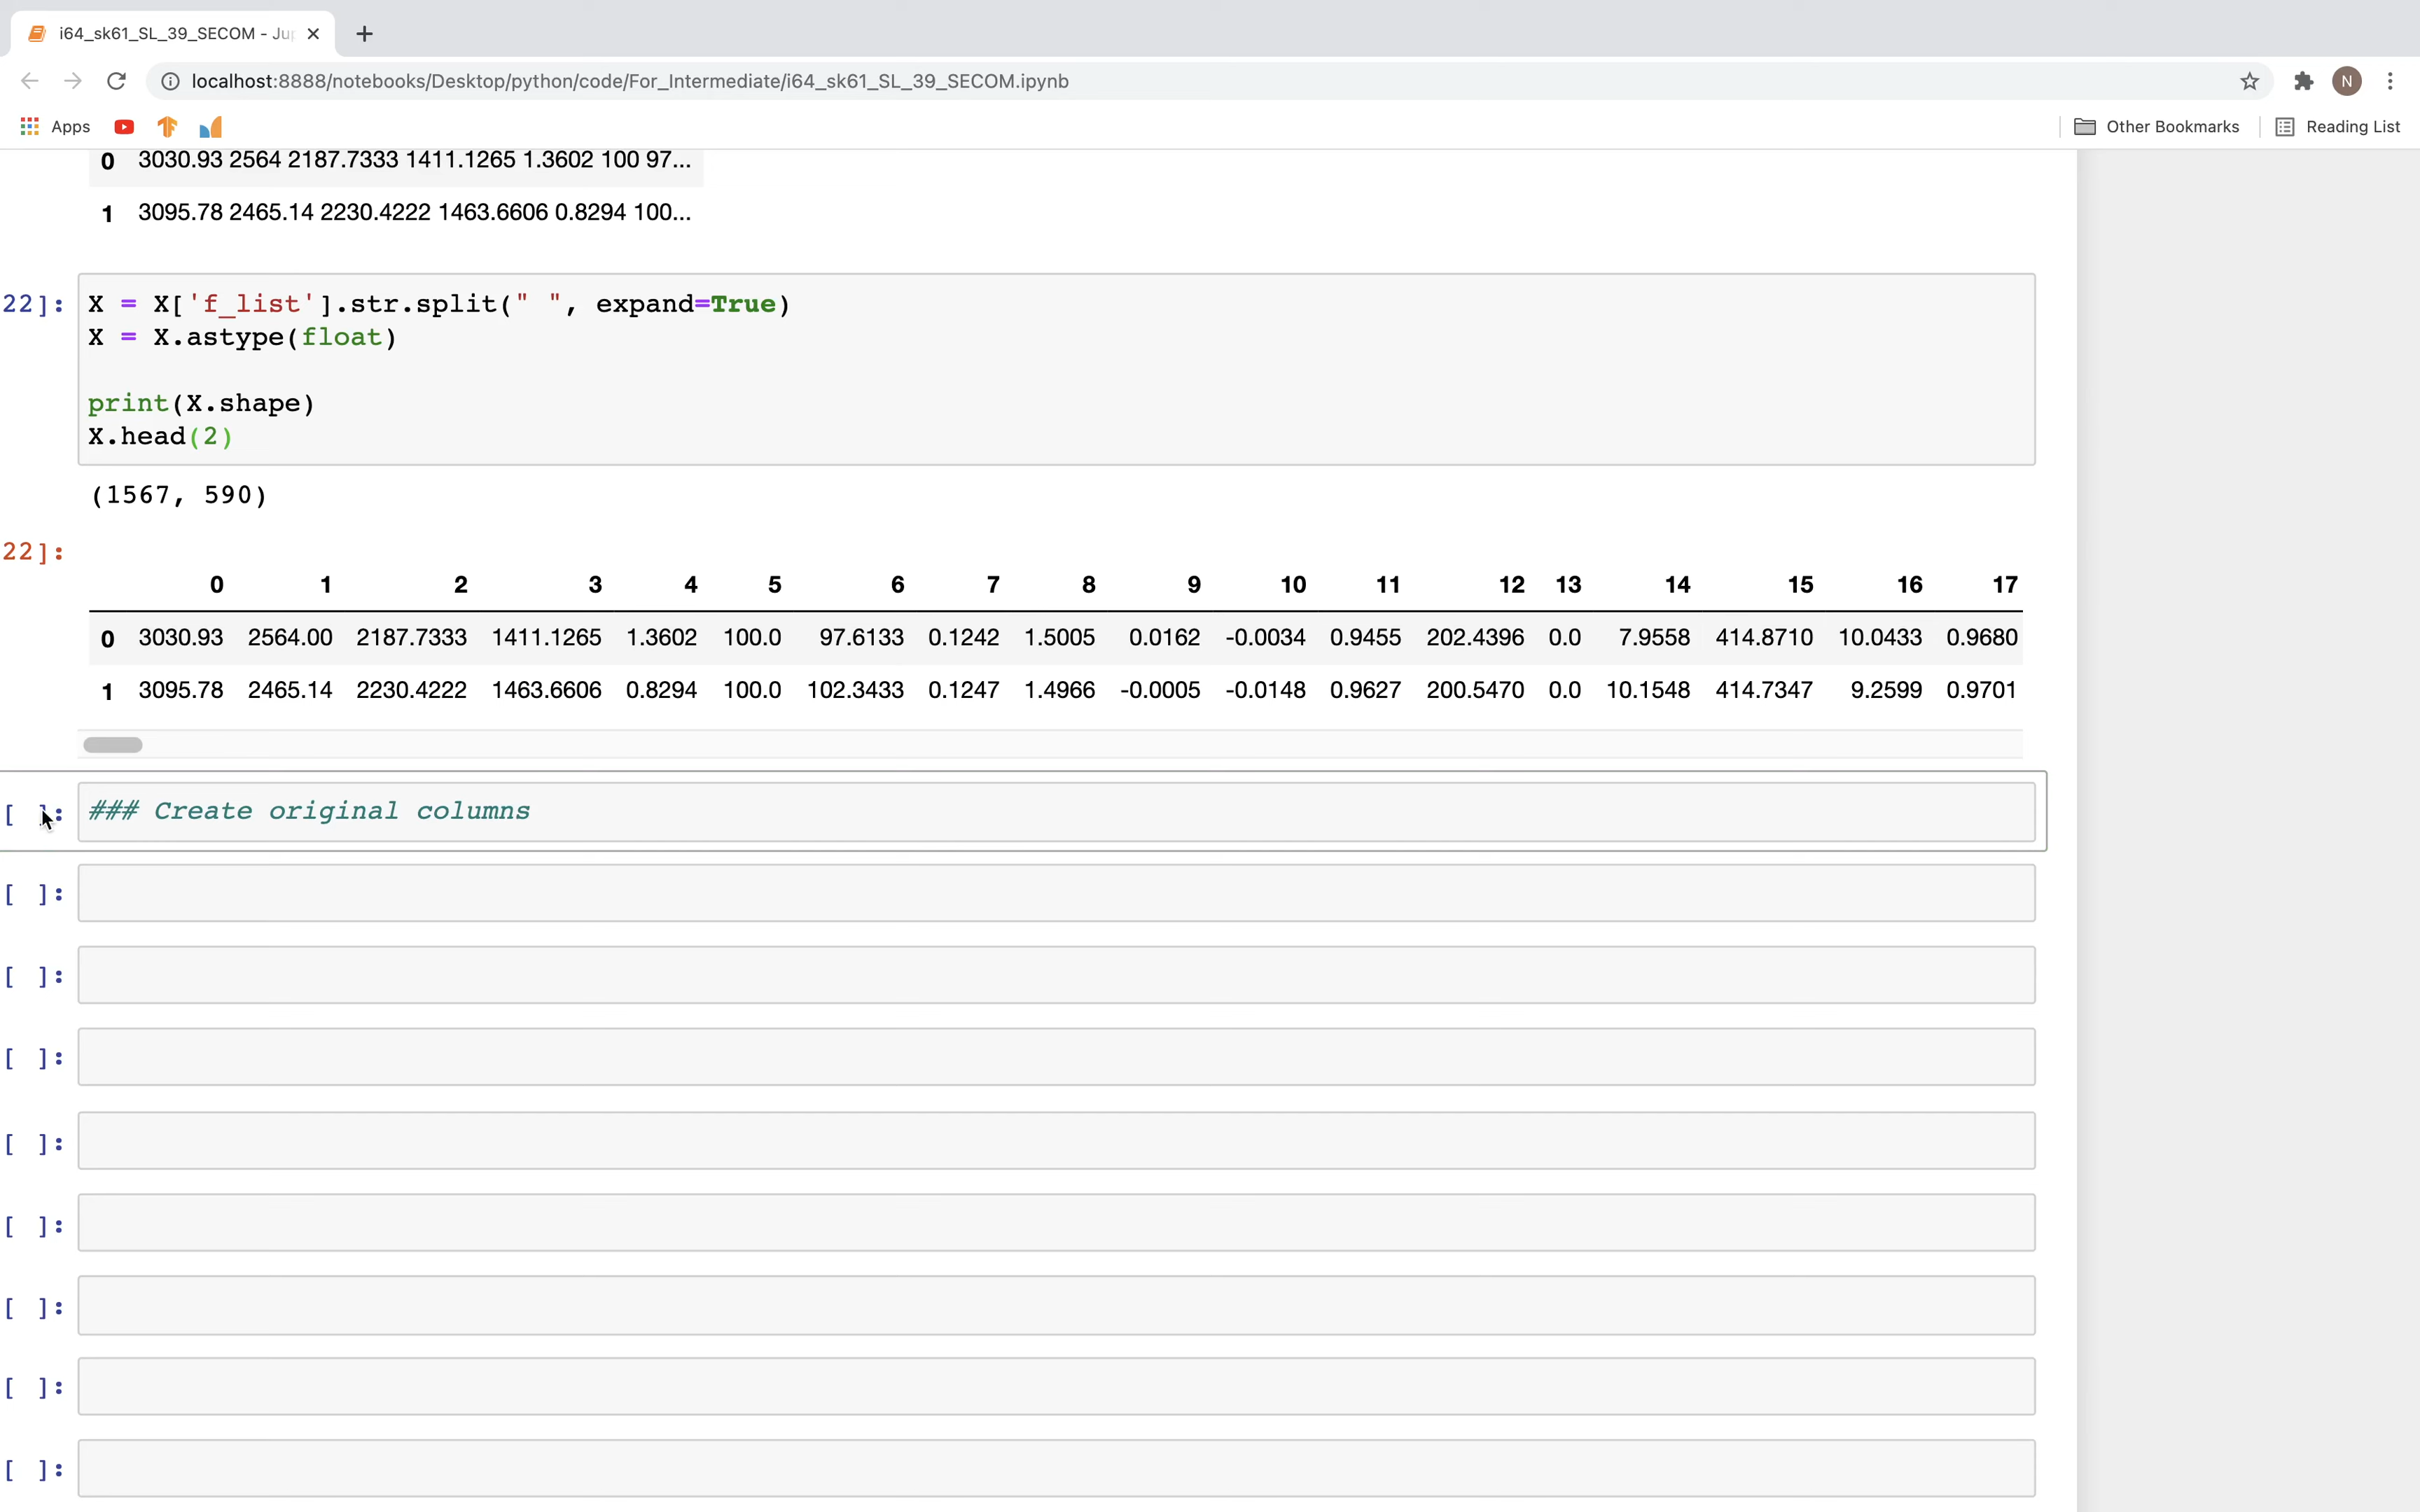 i64_sk61_SL_39_SECOM - Ju
localhost:8888/notebooks/Desktop/python/code/For_Intermediate/i64_sk61_SL_39_SECOM.ipynb
N
Apps
Other Bookmarks
Reading List
0 3030.93 2564 2187.7333 1411.1265 1.3602 100 97...
1 3095.78 2465.14 2230.4222 1463.6606 0.8294 100...
22]: X = X['f_list'].str.split(" ", expand=True)
X = X.astype(float)
print(X.shape)
X.head(2)
(1567, 590)
22]:
0 1 2 3 4 5 6 7 8 9 10 11 12 13 14 15 16 17
0 3030.93 2564.00 2187.7333 1411.1265 1.3602 100.0 97.6133 0.1242 1.5005 0.0162 -0.0034 0.9455 202.4396 0.0 7.9558 414.8710 10.0433 0.9680
1 3095.78 2465.14 2230.4222 1463.6606 0.8294 100.0 102.3433 0.1247 1.4966 -0.0005 -0.0148 0.9627 200.5470 0.0 10.1548 414.7347 9.2599 0.9701
[ ]: ### Create original columns
[ ]:
[ ]:
[ ]:
[ ]:
[ ]:
[ ]:
[ ]:
[ ]: